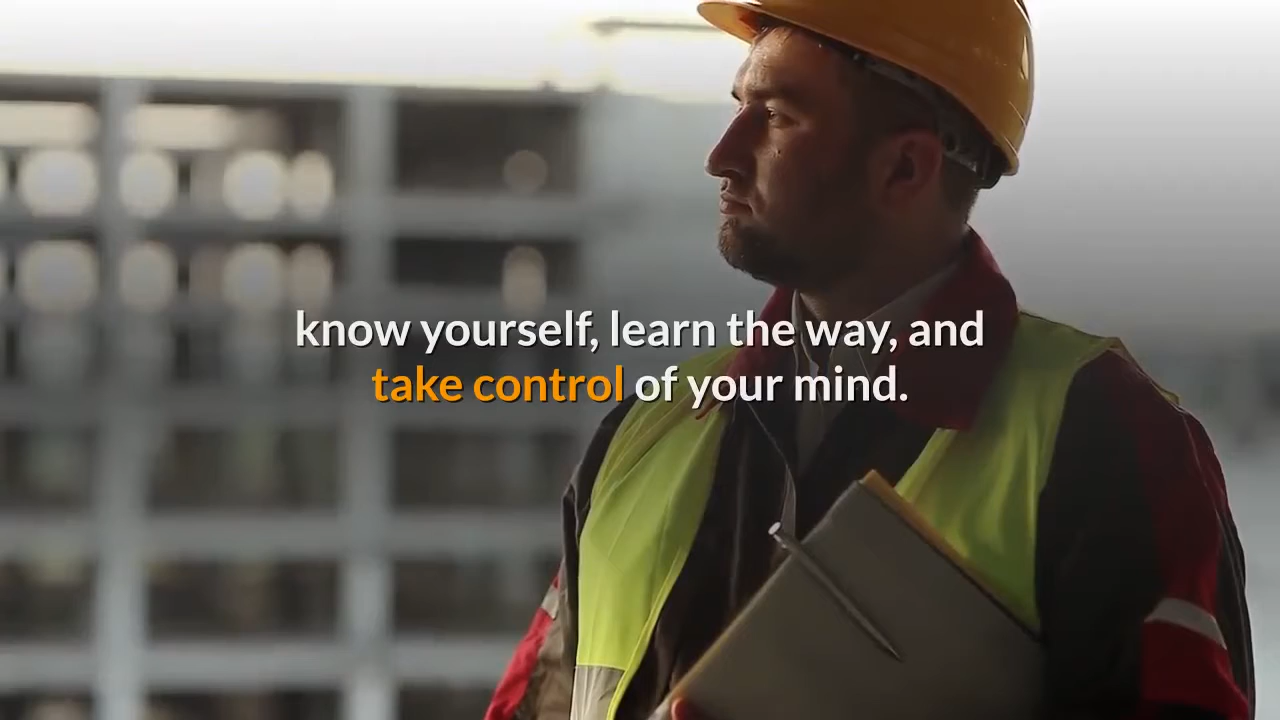 know yourself, learn the way, and
take control of your mind.